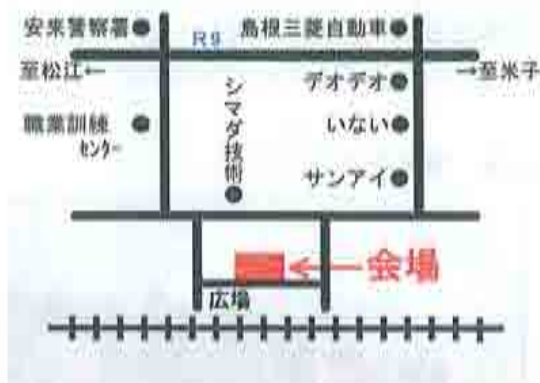 安来警察署
R9
島根三菱自動車
至松江←
→至米子
デオデオ
職業訓練
センター
シマダ技術
いない
サンアイ
会場
広場